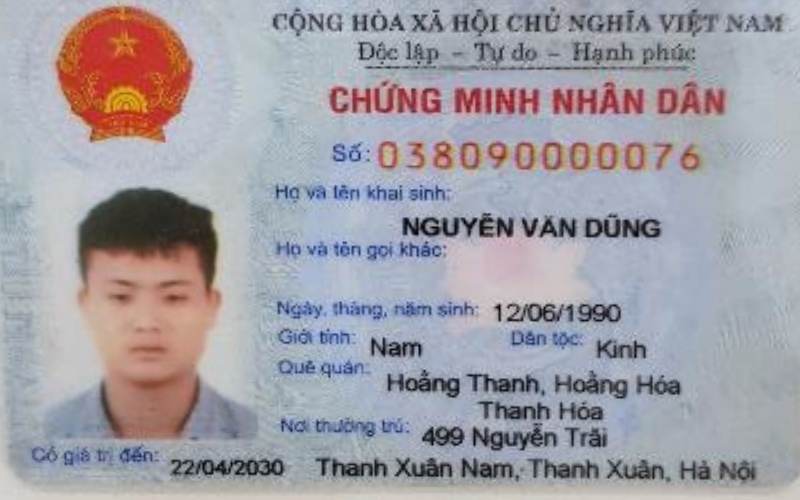 CỘNG HÒA XÃ HỘI CHỦ NGHĨA VIỆT NAM
Độc lập – Tự do – Hạnh phúc
CHỨNG MINH NHÂN DÂN
Số: 038090000076
Họ và tên khai sinh:
NGUYỄN VĂN DŨNG
Họ và tên gọi khác:
Ngày, tháng, năm sinh: 12/06/1990
Giới tính: Nam Dân tộc: Kinh
Quê quán: Hoằng Thanh, Hoằng Hóa
Thanh Hóa
Nơi thường trú: 499 Nguyễn Trãi
Thanh Xuân Nam, Thanh Xuân, Hà Nội
Có giá trị đến: 22/04/2030